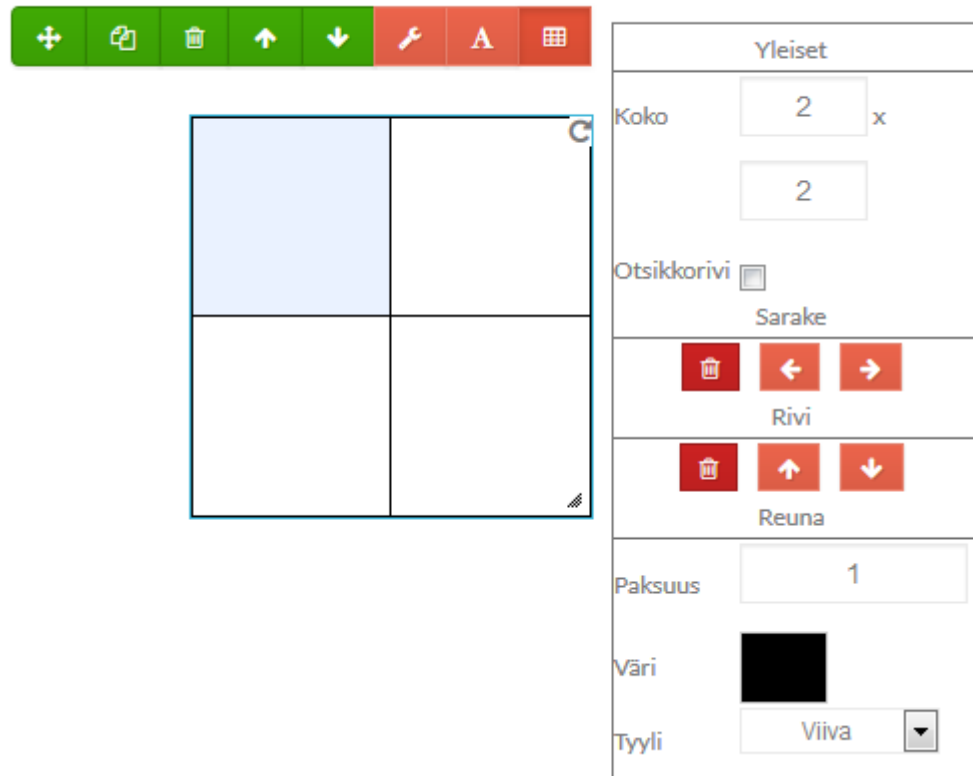 A
Yleiset
Koko 2 x
2
Otsikkorivi
Sarake
Rivi
Reuna
Paksuus 1
Väri
Tyyli Viiva